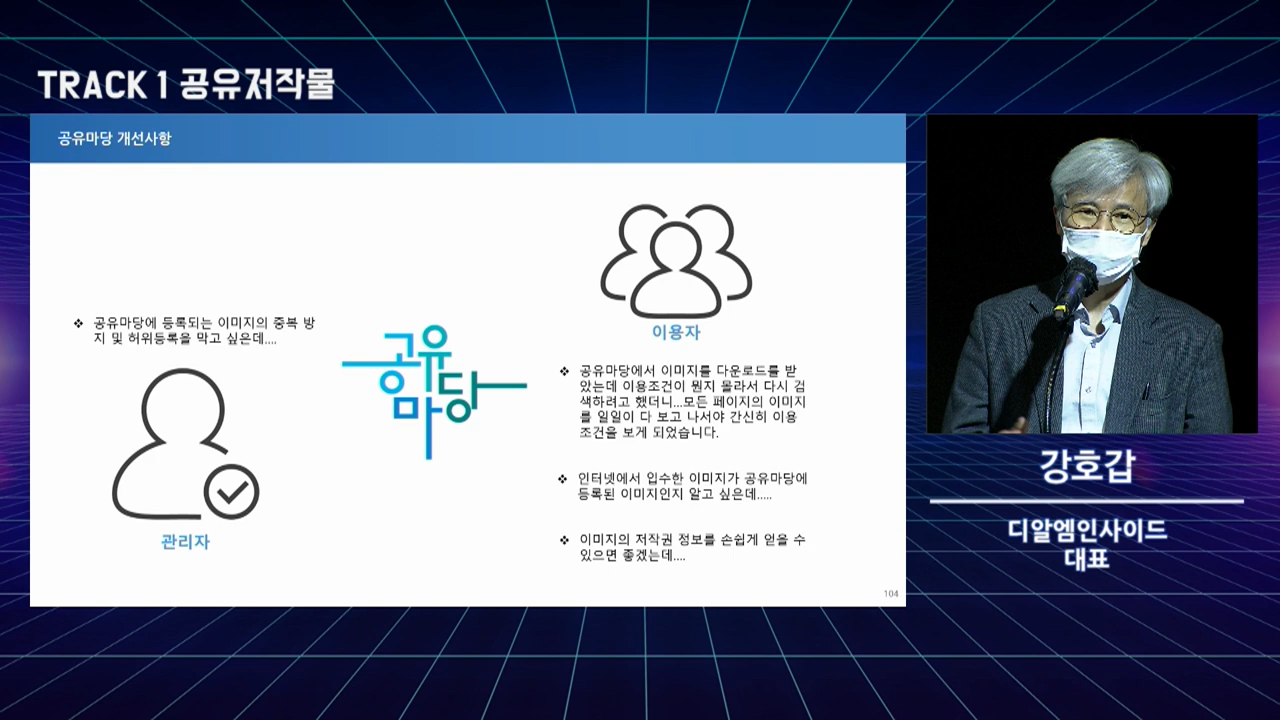 TRACK 1 공유저작물
공유마당 개선사항
❖ 공유마당에 등록되는 이미지의 중복 방
지 및 허위등록을 막고 싶은데....
관리자
공유
마당
이용자
❖ 공유마당에서 이미지를 다운로드를 받
았는데 이용조건이 뭔지 몰라서 다시 검
색하려고 했더니...모든 페이지의 이미지
를 일일이 다 보고 나서야 간신히 이용
조건을 보게 되었습니다.
❖ 인터넷에서 입수한 이미지가 공유마당에
등록된 이미지인지 알고 싶은데.....
❖ 이미지의 저작권 정보를 손쉽게 얻을 수
있으면 좋겠는데....
104
강호갑
디알엠인사이드
대표